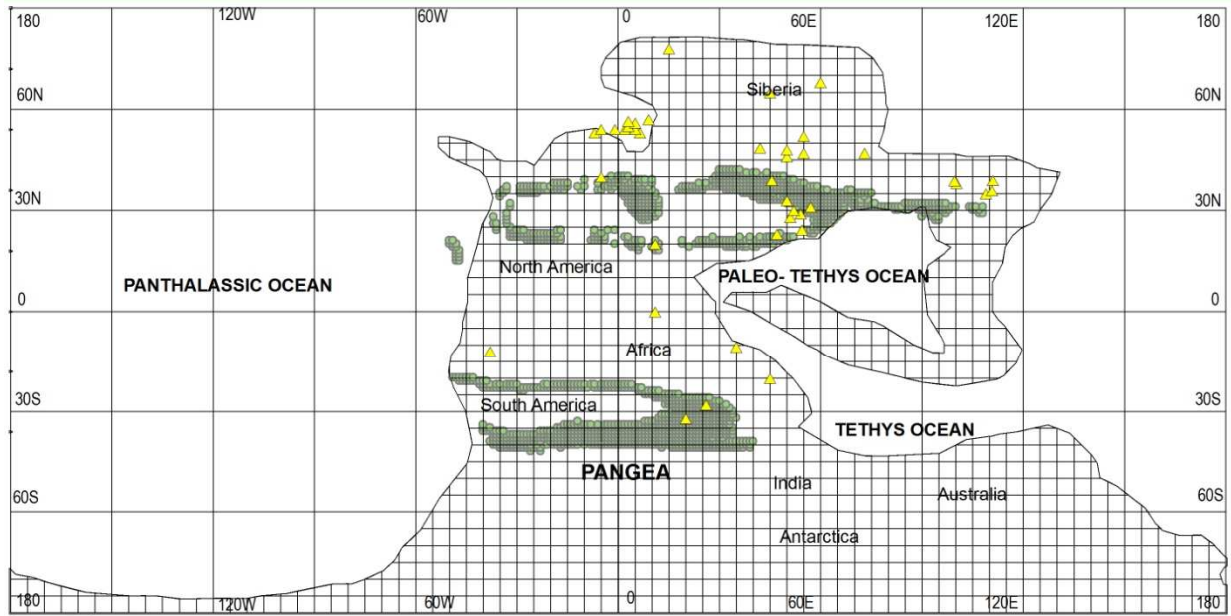 180 120W 60W 0 60E 120E 180
60N 60N
Siberia
30N 30N
North America
PANTHALASSIC OCEAN PALEO- TETHYS OCEAN
0 0
Africa
South America
30S 30S
TETHYS OCEAN
PANGEA
India
Australia
60S 60S
Antarctica
180 120W 60W 0 60E 120E 180